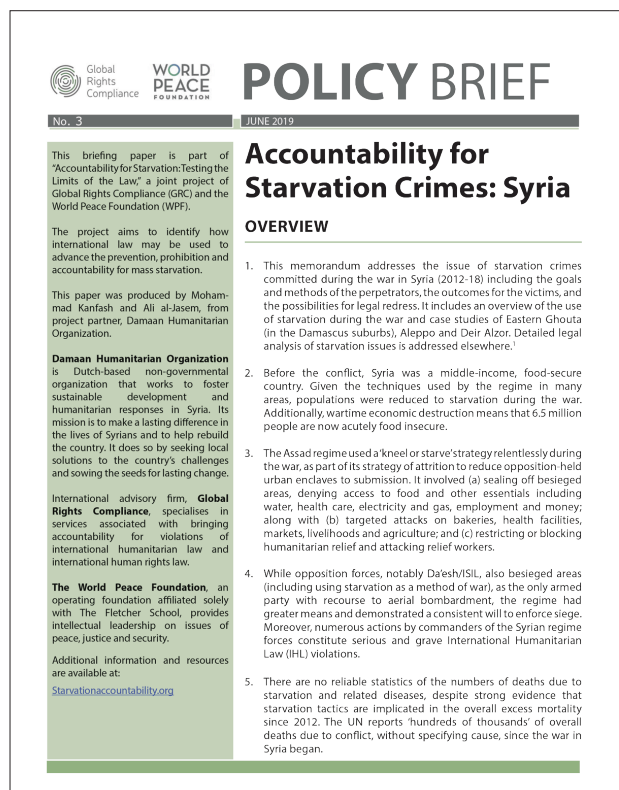 Global
Rights
Compliance
WORLD
PEACE
FOUNDATION
POLICY BRIEF
No. 3
JUNE 2019
This briefing paper is part of
"Accountability for Starvation: Testing the
Limits of the Law," a joint project of
Global Rights Compliance (GRC) and the
World Peace Foundation (WPF).
The project aims to identify how
international law may be used to
advance the prevention, prohibition and
accountability for mass starvation.
This paper was produced by Moham-
mad Kanfash and Ali al-Jasem, from
project partner, Damaan Humanitarian
Organization.
Damaan Humanitarian Organization
is Dutch-based non-governmental
organization that works to foster
sustainable development and
humanitarian responses in Syria. Its
mission is to make a lasting difference in
the lives of Syrians and to help rebuild
the country. It does so by seeking local
solutions to the country's challenges
and sowing the seeds for lasting change.
International advisory firm, Global
Rights Compliance, specialises in
services associated with bringing
accountability for violations of
international humanitarian law and
international human rights law.
The World Peace Foundation, an
operating foundation affiliated solely
with The Fletcher School, provides
intellectual leadership on issues of
peace, justice and security.
Additional information and resources
are available at:
Starvationaccountability.org
Accountability for
Starvation Crimes: Syria
OVERVIEW
1. This memorandum addresses the issue of starvation crimes
committed during the war in Syria (2012-18) including the goals
and methods of the perpetrators, the outcomes for the victims, and
the possibilities for legal redress. It includes an overview of the use
of starvation during the war and case studies of Eastern Ghouta
(in the Damascus suburbs), Aleppo and Deir Alzor. Detailed legal
analysis of starvation issues is addressed elsewhere.1
2. Before the conflict, Syria was a middle-income, food-secure
country. Given the techniques used by the regime in many
areas, populations were reduced to starvation during the war.
Additionally, wartime economic destruction means that 6.5 million
people are now acutely food insecure.
3. The Assad regime used a 'kneel or starve' strategy relentlessly during
the war, as part of its strategy of attrition to reduce opposition-held
urban enclaves to submission. It involved (a) sealing off besieged
areas, denying access to food and other essentials including
water, health care, electricity and gas, employment and money;
along with (b) targeted attacks on bakeries, health facilities,
markets, livelihoods and agriculture; and (c) restricting or blocking
humanitarian relief and attacking relief workers.
4. While opposition forces, notably Da'esh/ISIL, also besieged areas
(including using starvation as a method of war), as the only armed
party with recourse to aerial bombardment, the regime had
greater means and demonstrated a consistent will to enforce siege.
Moreover, numerous actions by commanders of the Syrian regime
forces constitute serious and grave International Humanitarian
Law (IHL) violations.
5. There are no reliable statistics of the numbers of deaths due to
starvation and related diseases, despite strong evidence that
starvation tactics are implicated in the overall excess mortality
since 2012. The UN reports 'hundreds of thousands' of overall
deaths due to conflict, without specifying cause, since the war in
Syria began.